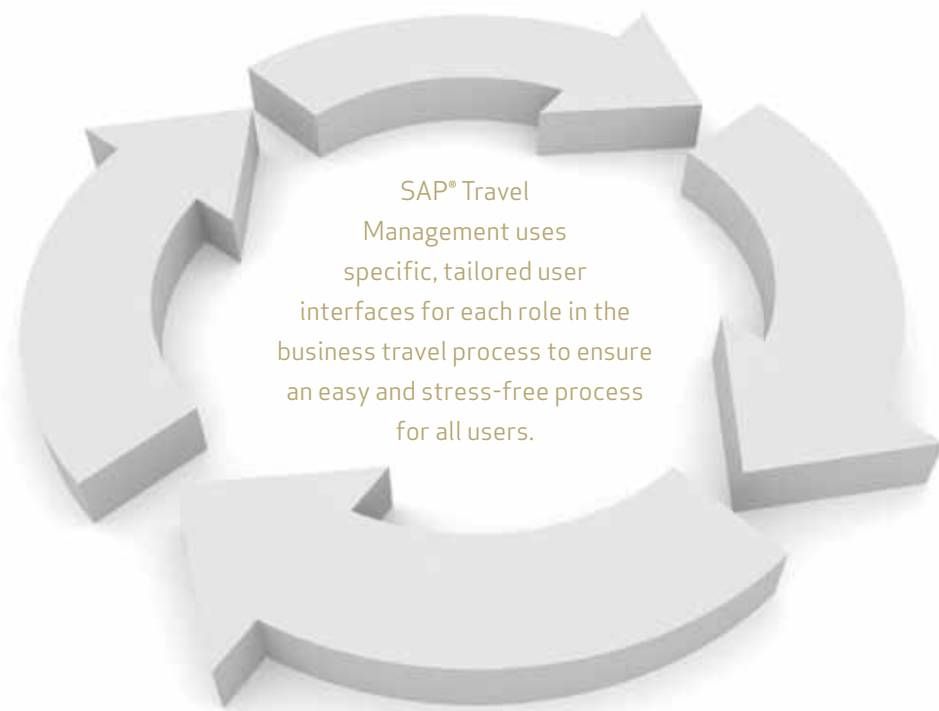 SAP® Travel
Management uses
specific, tailored user
interfaces for each role in the
business travel process to ensure
an easy and stress-free process
for all users.